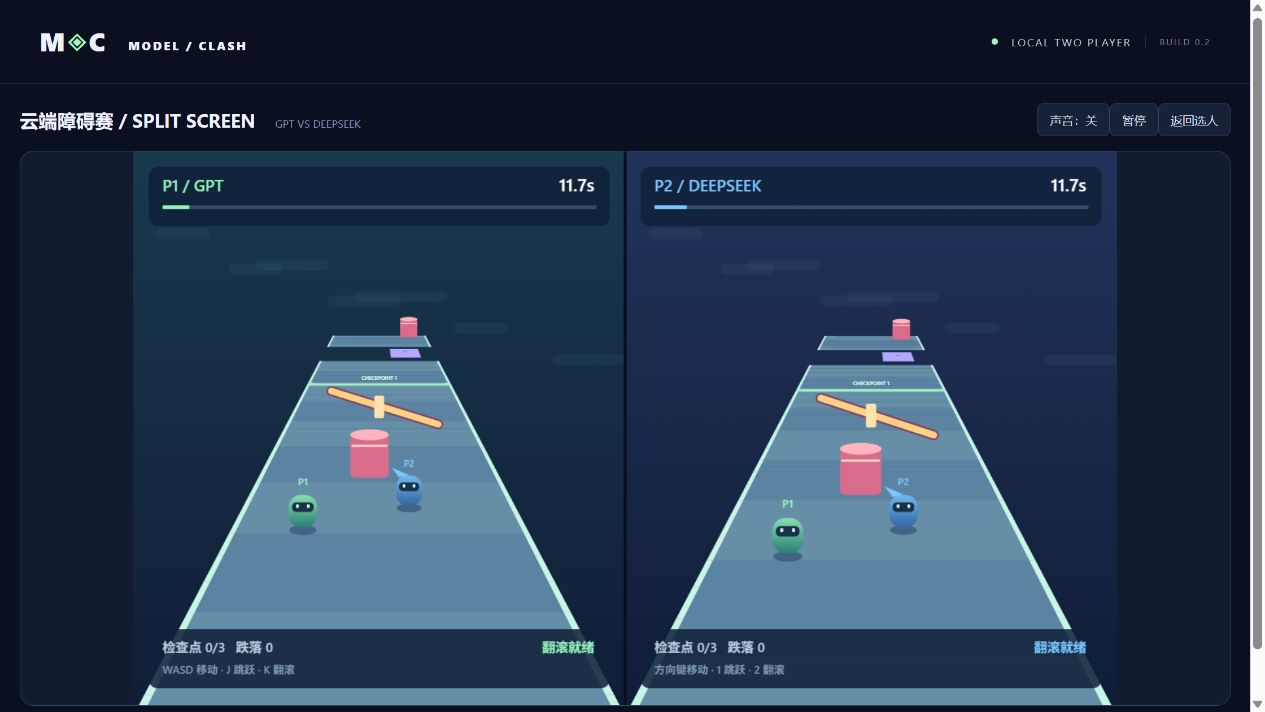 M C MODEL / CLASH
LOCAL TWO PLAYER
BUILD 0.2
云端障碍赛 / SPLIT SCREEN
GPT VS DEEPSEEK
声音：关
暂停
返回选人
P1 / GPT
11.7s
P2 / DEEPSEEK
11.7s
CHECKPOINT 1
P2
P1
CHECKPOINT 1
P2
P1
检查点 0/3 跌落 0
翻滚就绪
WASD 移动 · J 跳跃 · K 翻滚
检查点 0/3 跌落 0
翻滚就绪
方向键移动 · 1 跳跃 · 2 翻滚